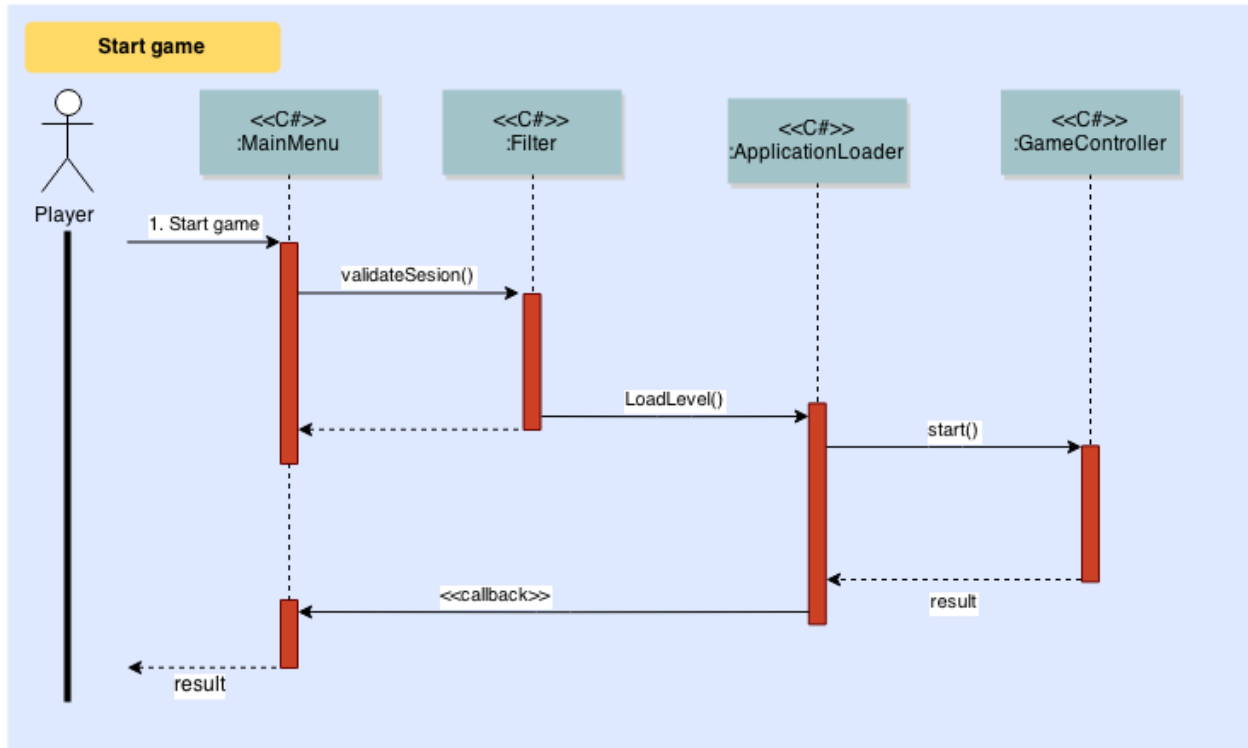 Start game
<<C#>>
:MainMenu
<<C#>>
:Filter
<<C#>>
:ApplicationLoader
<<C#>>
:GameController
Player
1. Start game
validateSesion()
LoadLevel()
start()
<<callback>>
result
result